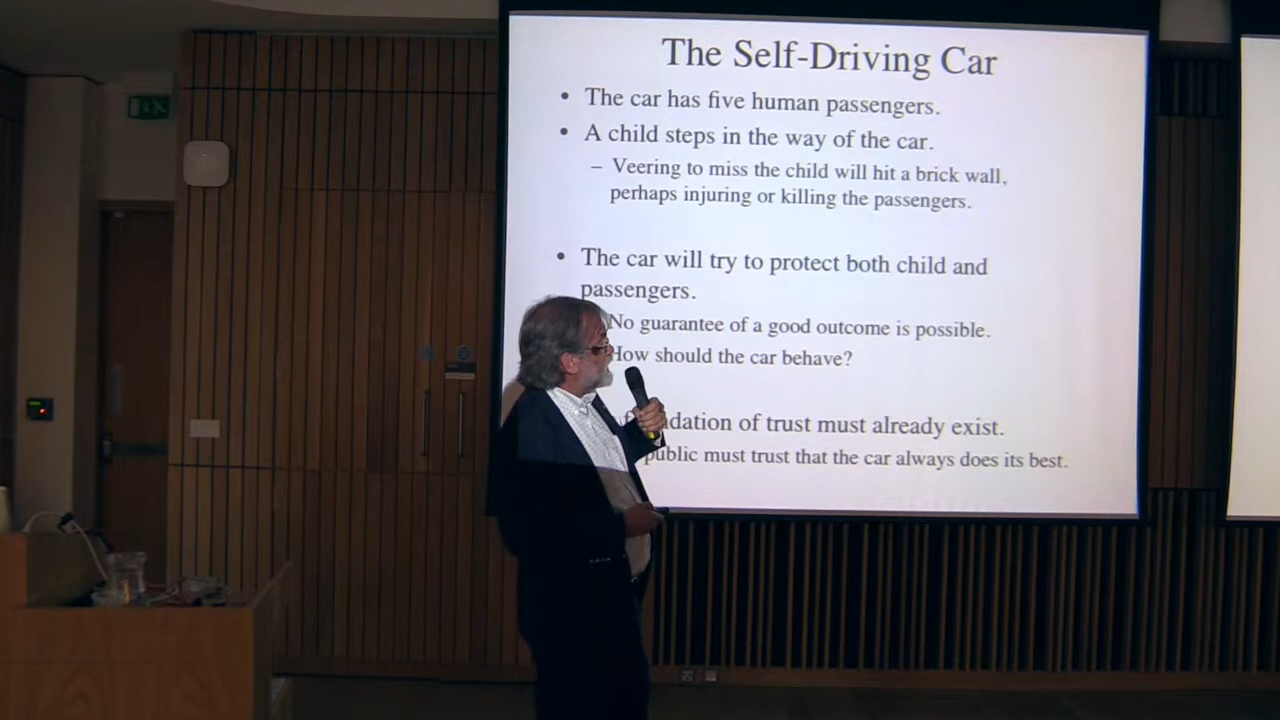 The Self-Driving Car
• The car has five human passengers.
• A child steps in the way of the car.
– Veering to miss the child will hit a brick wall,
perhaps injuring or killing the passengers.
• The car will try to protect both child and
passengers.
No guarantee of a good outcome is possible.
How should the car behave?
dation of trust must already exist.
public must trust that the car always does its best.